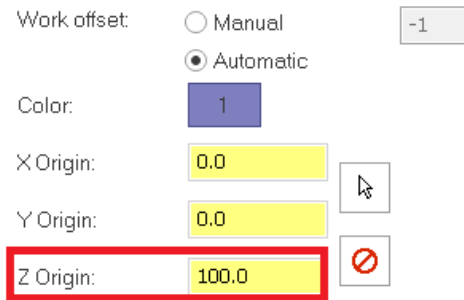 Work offset: Manual -1
Automatic
Color: 1
X Origin: 0.0
Y Origin: 0.0
Z Origin: 100.0